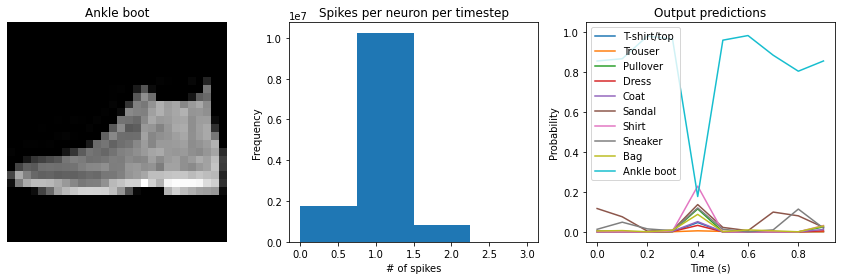 Ankle boot
Spikes per neuron per timestep
Output predictions
1e7
Frequency
1.0
0.8
0.6
0.4
0.2
0.0
0.0 0.5 1.0 1.5 2.0 2.5 3.0
# of spikes
Probability
1.0
0.8
0.6
0.4
0.2
0.0
T-shirt/top
Trouser
Pullover
Dress
Coat
Sandal
Shirt
Sneaker
Bag
Ankle boot
0.0 0.2 0.4 0.6 0.8
Time (s)